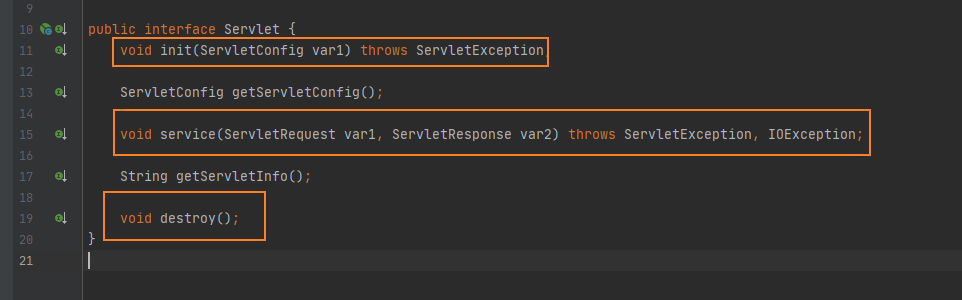 9
10 public interface Servlet {
11 void init(ServletConfig var1) throws ServletException
12
13 ServletConfig getServletConfig();
14
15 void service(ServletRequest var1, ServletResponse var2) throws ServletException, IOException;
16
17 String getServletInfo();
18
19 void destroy();
20 }
21